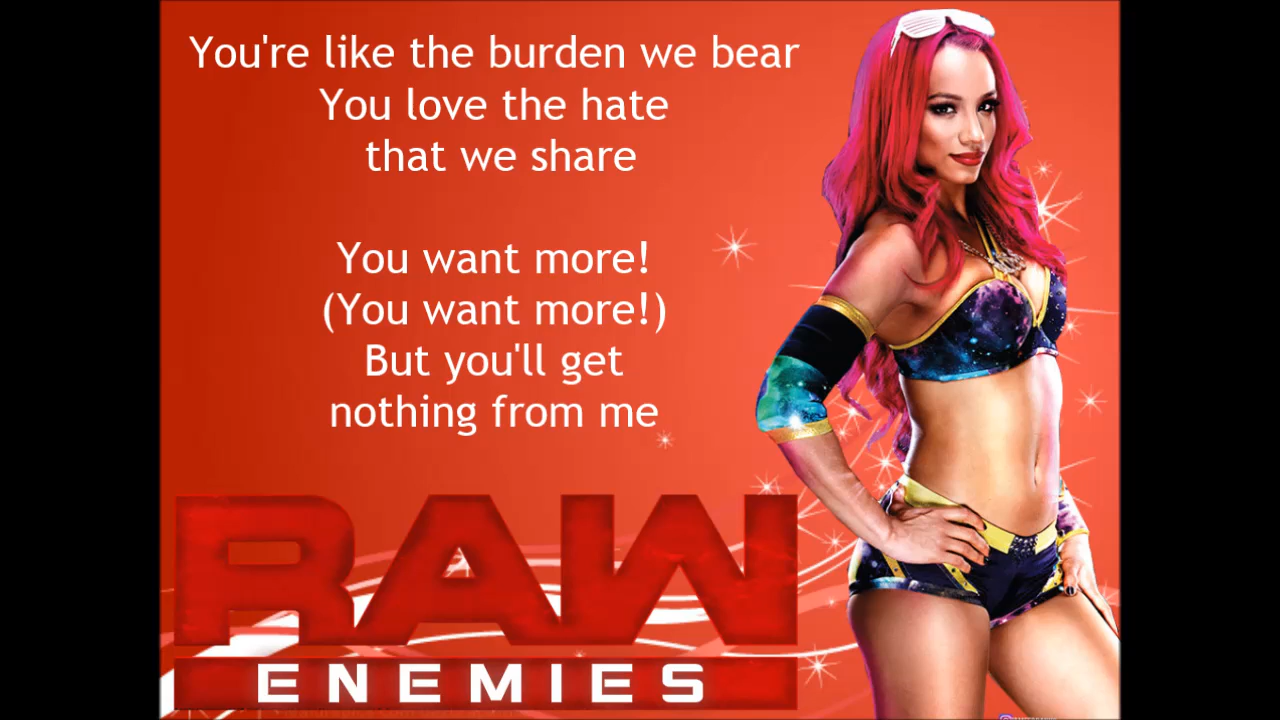 You're like the burden we bear
You love the hate
that we share
You want more!
(You want more!)
But you'll get
nothing from me
RAW
ENEMIES